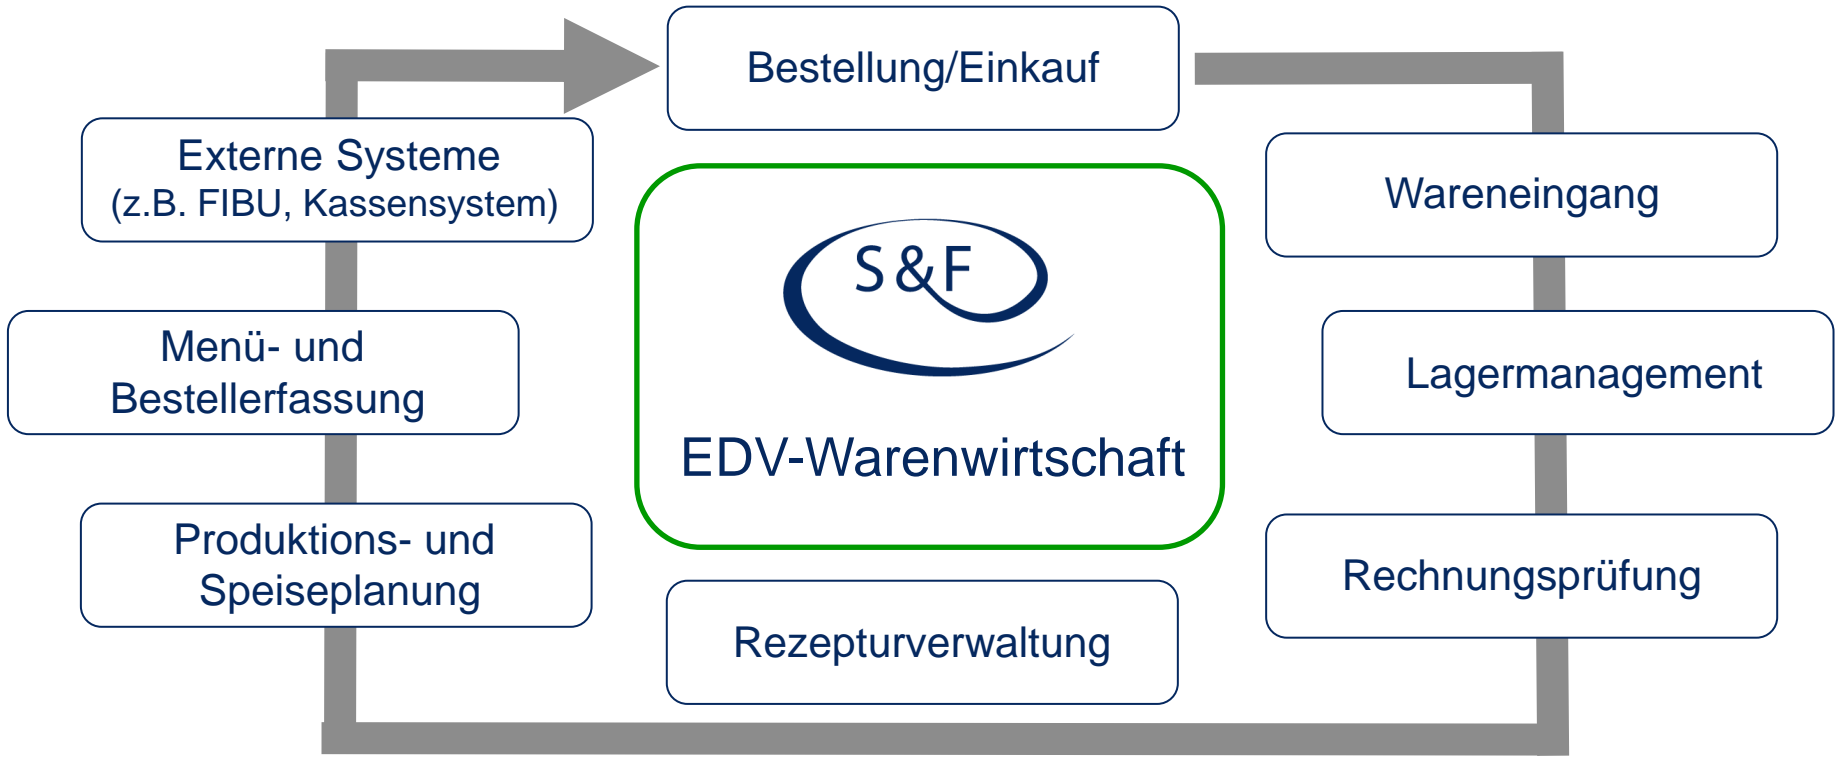 Bestellung/Einkauf
Externe Systeme
(z.B. FIBU, Kassensystem)
Wareneingang
S&F
Menü- und
Bestellerfassung
Lagermanagement
EDV-Warenwirtschaft
Produktions- und
Speiseplanung
Rechnungsprüfung
Rezepturverwaltung